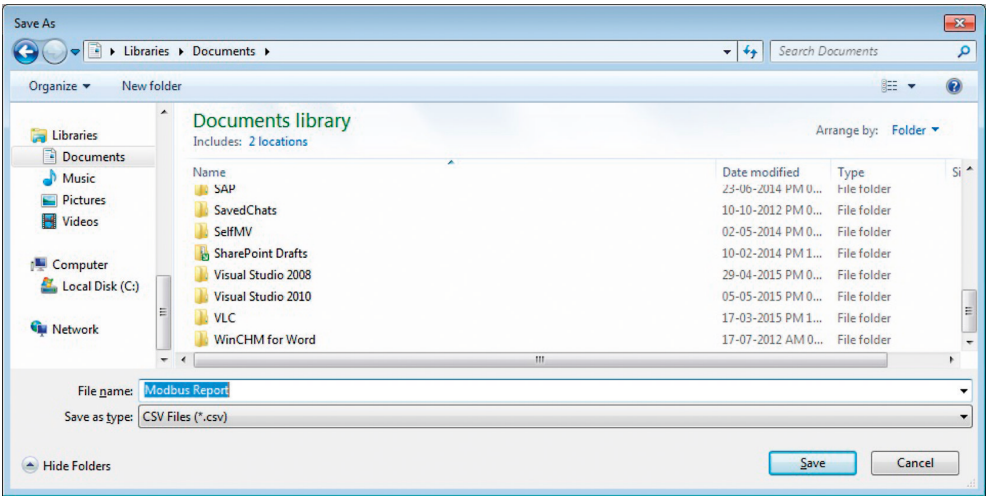 Save As
Libraries Documents Search Documents
Organize New folder
Documents library
Includes: 2 locations
Arrange by: Folder
Libraries
Documents
Music
Pictures
Videos
Computer
Local Disk (C:)
Network
Name Date modified Type Si
SAP 23-06-2014 PM 0... File folder
SavedChats 10-10-2012 PM 0... File folder
SelfMV 02-05-2014 PM 0... File folder
SharePoint Drafts 10-02-2014 PM 1... File folder
Visual Studio 2008 29-04-2015 PM 0... File folder
Visual Studio 2010 05-05-2015 PM 0... File folder
VLC 17-03-2015 PM 1... File folder
WinCHM for Word 17-07-2012 AM 0... File folder
File name: Modbus Report
Save as type: CSV Files (*.csv)
Hide Folders Save Cancel